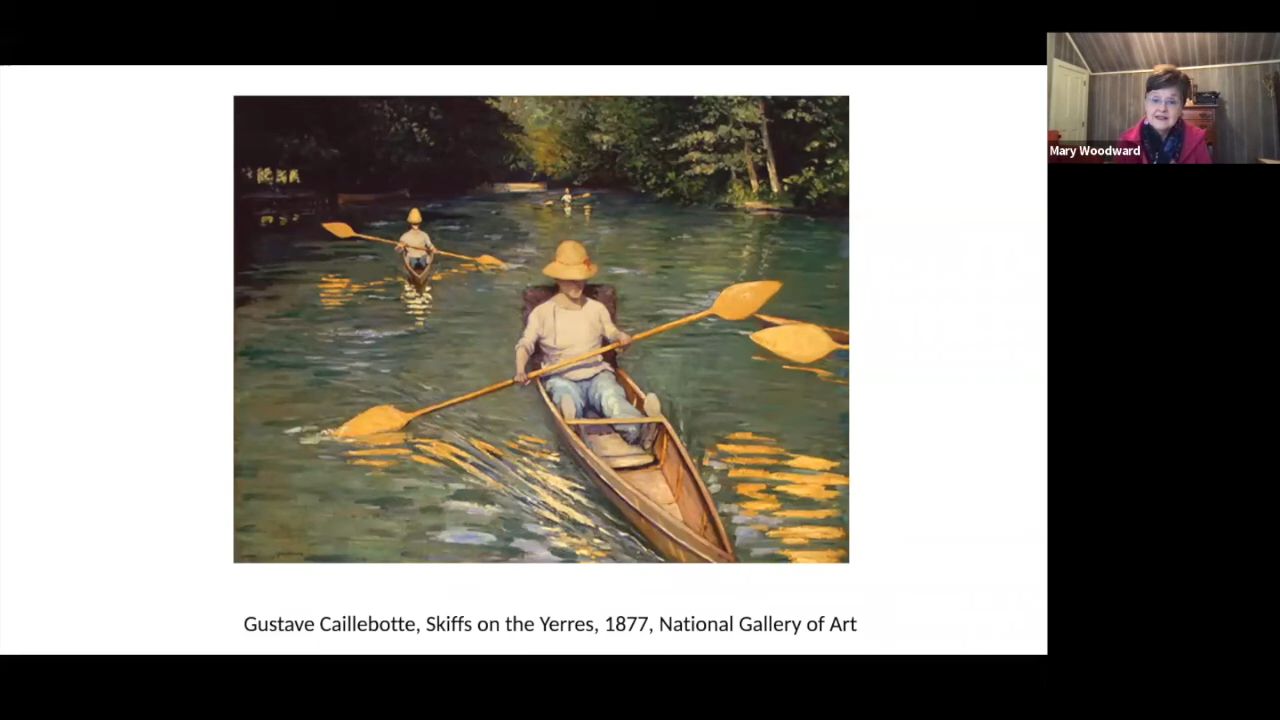 Mary Woodward
Gustave Caillebotte, Skiffs on the Yerres, 1877, National Gallery of Art